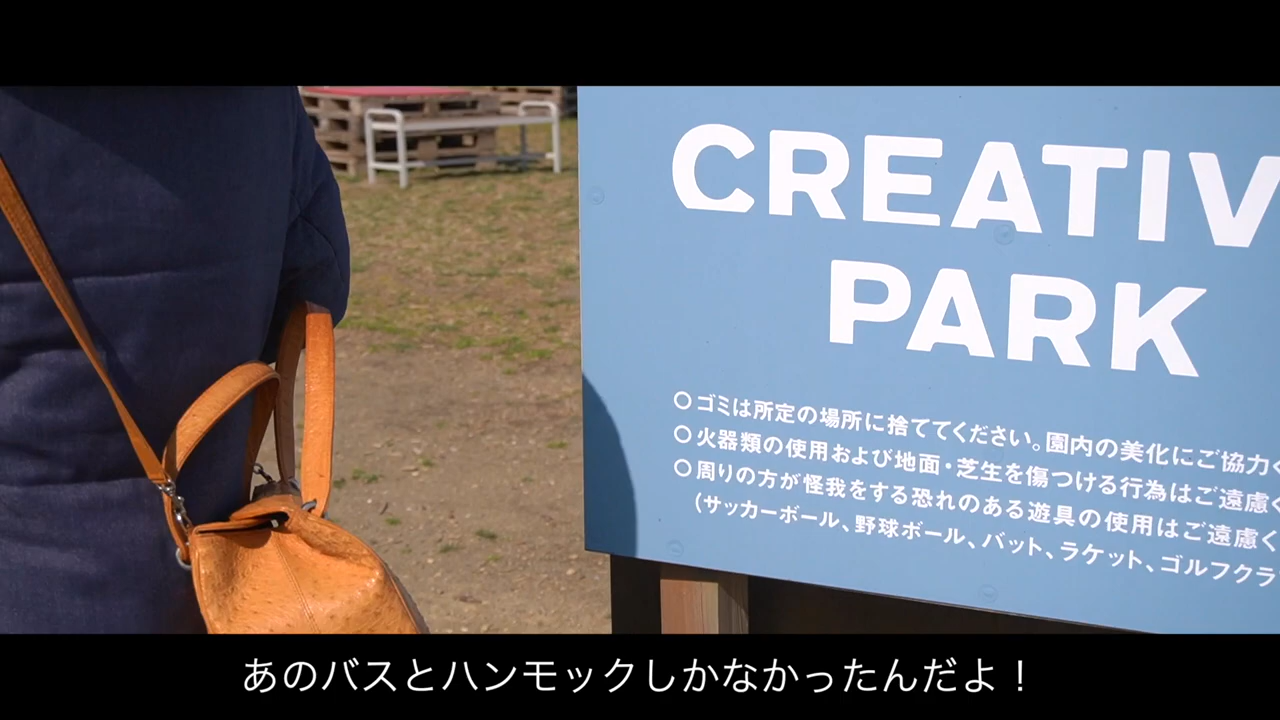 CREATIV
PARK
○ゴミは所定の場所に捨ててください。園内の美化にご協力く
○火器類の使用および地面・芝生を傷つける行為はご遠慮く
○周りの方が怪我をする恐れのある遊具の使用はご遠慮く
(サッカーボール、野球ボール、バット、ラケット、ゴルフクラ
あのバスとハンモックしかなかったんだよ！